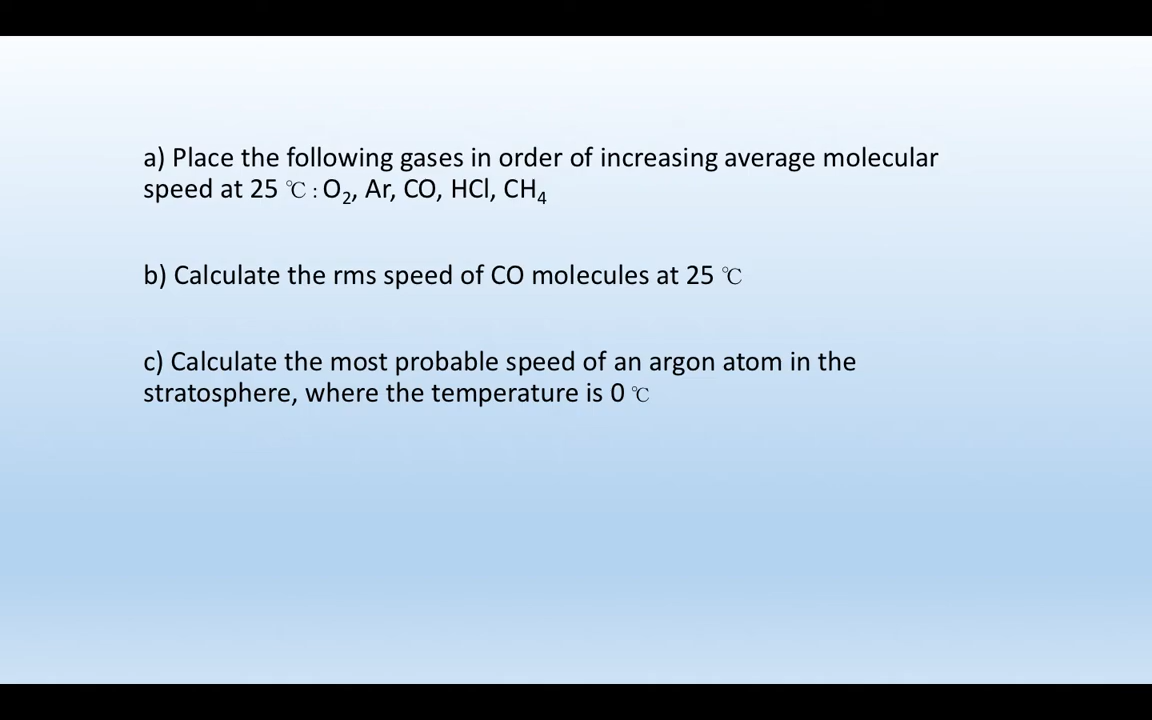 a) Place the following gases in order of increasing average molecular
speed at 25 ℃ : O₂, Ar, CO, HCl, CH₄
b) Calculate the rms speed of CO molecules at 25 ℃
c) Calculate the most probable speed of an argon atom in the
stratosphere, where the temperature is 0 ℃